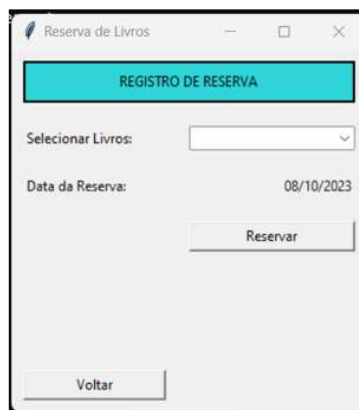 Reserva de Livros
REGISTRO DE RESERVA
Selecionar Livros:
Data da Reserva: 08/10/2023
Reservar
Voltar